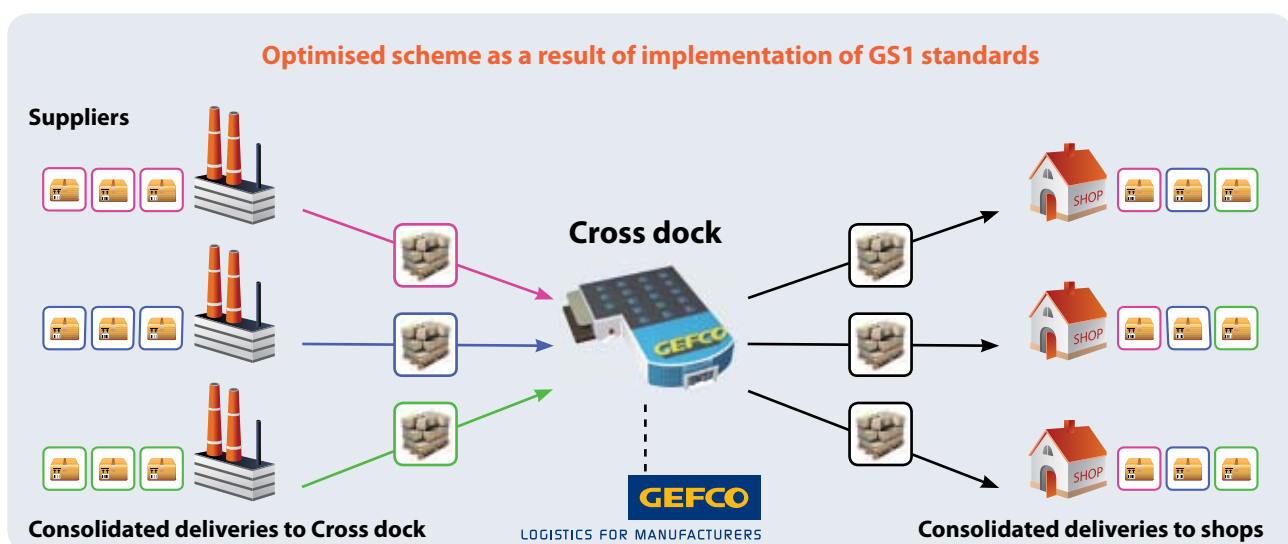 Optimised scheme as a result of implementation of GS1 standards
Suppliers
SHOP
Cross dock
GEFCO
SHOP
SHOP
GEFCO
LOGISTICS FOR MANUFACTURERS
Consolidated deliveries to Cross dock
Consolidated deliveries to shops